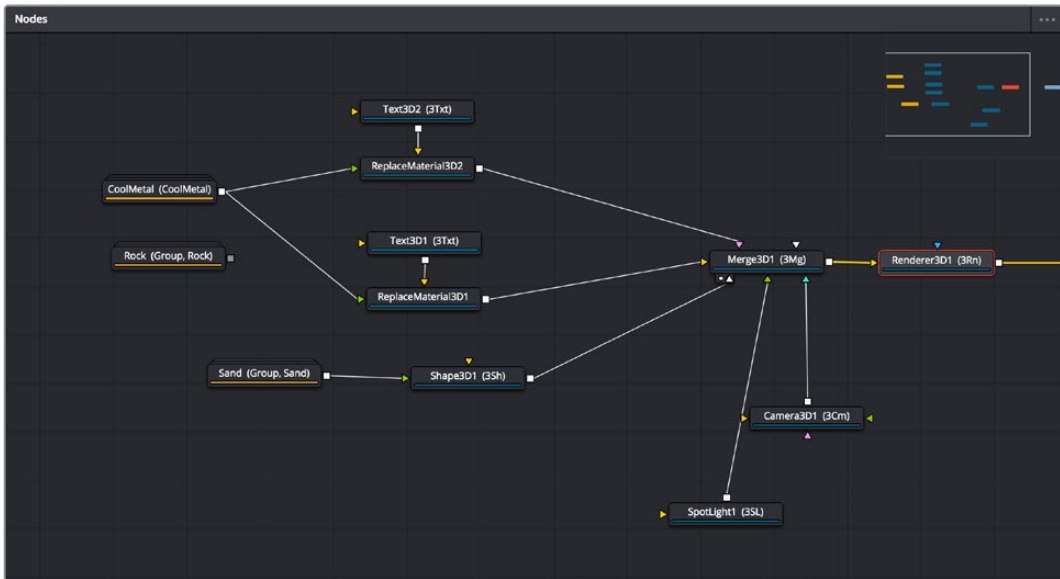 Nodes
Text3D2 (3Txt)
ReplaceMaterial3D2
CoolMetal (CoolMetal)
Text3D1 (3Txt)
Rock (Group, Rock)
Merge3D1 (3Mg)
Renderer3D1 (3Rn)
ReplaceMaterial3D1
Sand (Group, Sand)
Shape3D1 (3Sh)
Camera3D1 (3Cm)
SpotLight1 (3SL)